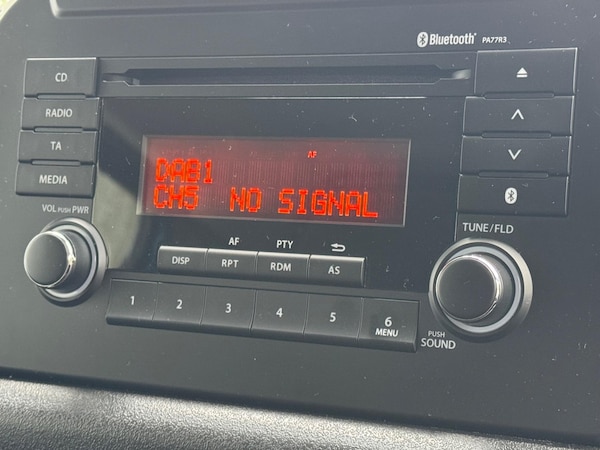 Bluetooth® PA77R3
CD
RADIO
TA
MEDIA
AF
DAB1
CH5 NO SIGNAL
VOL PUSH PWR
TUNE/FLD
AF PTY
DISP RPT RDM AS
1 2 3 4 5 6
MENU
PUSH
SOUND